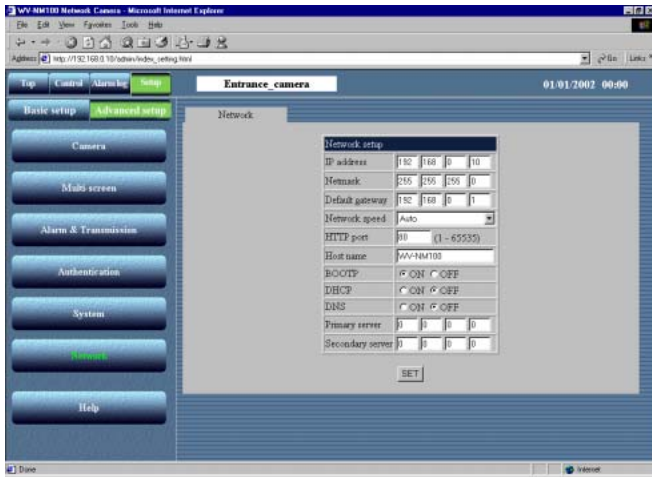 WV-NM100 Network Camera - Microsoft Internet Explorer
File Edit View Favorites Tools Help
Address http://192.168.0.10/admin/index_setting.html Go Links
Top Control Alarm log Setup Entrance_camera 01/01/2002 00:00
Basic setup Advanced setup
Network
Camera
Multi screen
Alarm & Transmission
Authentication
System
Network
Help
Network setup
IP address 192 168 0 10
Netmask 255 255 255 0
Default gateway 192 168 0 1
Network speed Auto
HTTP port 80 (1 - 65535)
Host name WV-NM100
BOOTP ON OFF
DHCP ON OFF
DNS ON OFF
Primary server 0 0 0 0
Secondary server 0 0 0 0
SET
Done Internet